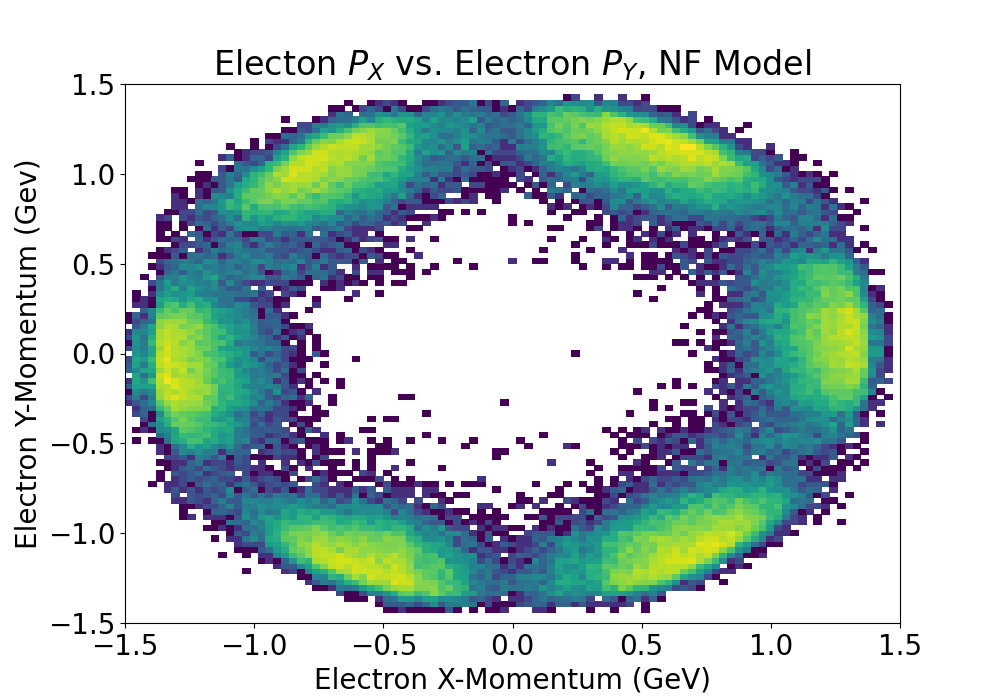 Electon P_X vs. Electron P_Y, NF Model
1.5
1.0
0.5
0.0
−0.5
−1.0
−1.5
Electron Y-Momentum (Gev)
−1.5 −1.0 −0.5 0.0 0.5 1.0 1.5
Electron X-Momentum (GeV)